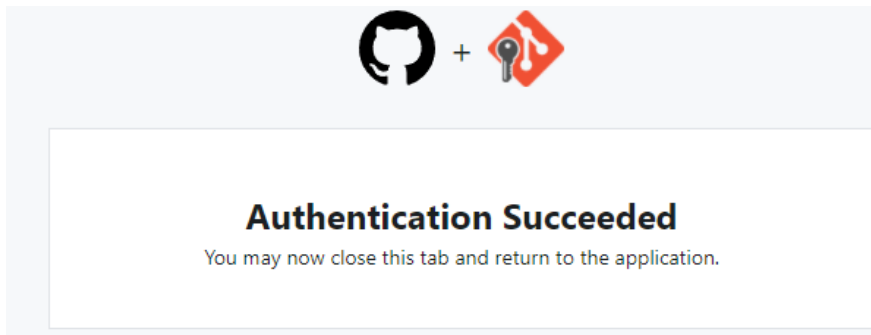 +
Authentication Succeeded
You may now close this tab and return to the application.